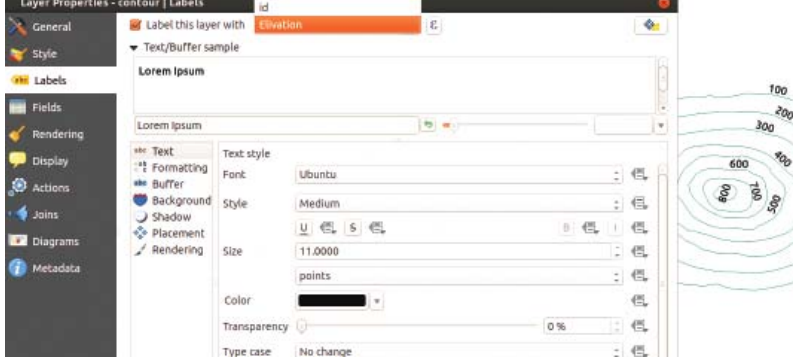 Layer Properties - contour | Labels
id
General
Label this layer with
Elivation
ε
Text/Buffer sample
Style
Lorem Ipsum
Labels
Fields
Lorem Ipsum
Rendering
Text
Text style
Formatting
Font
Ubuntu
Display
Buffer
Background
Style
Medium
Actions
Shadow
Placement
U
S
B
I
Joins
Rendering
Size
11.0000
Diagrams
points
Metadata
Color
Transparency
0 %
Type case
No change
100
200
300
400
600
800
700
500